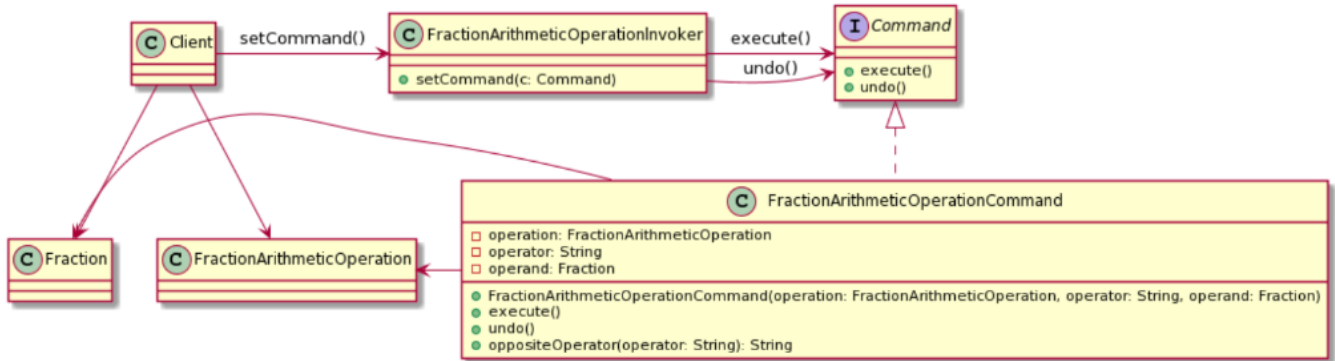 C Client
setCommand()
C FractionArithmeticOperationInvoker
setCommand(c: Command)
execute()
undo()
I Command
execute()
undo()
C Fraction
C FractionArithmeticOperation
C FractionArithmeticOperationCommand
operation: FractionArithmeticOperation
operator: String
operand: Fraction
FractionArithmeticOperationCommand(operation: FractionArithmeticOperation, operator: String, operand: Fraction)
execute()
undo()
oppositeOperator(operator: String): String